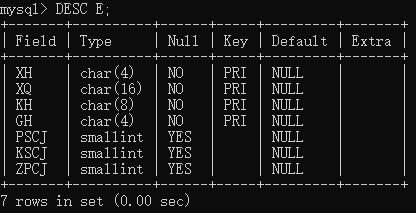 mysql> DESC E;
+-------+----------+------+-----+---------+-------+
| Field | Type     | Null | Key | Default | Extra |
+-------+----------+------+-----+---------+-------+
| XH    | char(4)  | NO   | PRI | NULL    |       |
| XQ    | char(16) | NO   | PRI | NULL    |       |
| KH    | char(8)  | NO   | PRI | NULL    |       |
| GH    | char(4)  | NO   | PRI | NULL    |       |
| PSCJ  | smallint | YES  |     | NULL    |       |
| KSCJ  | smallint | YES  |     | NULL    |       |
| ZPCJ  | smallint | YES  |     | NULL    |       |
+-------+----------+------+-----+---------+-------+
7 rows in set (0.00 sec)